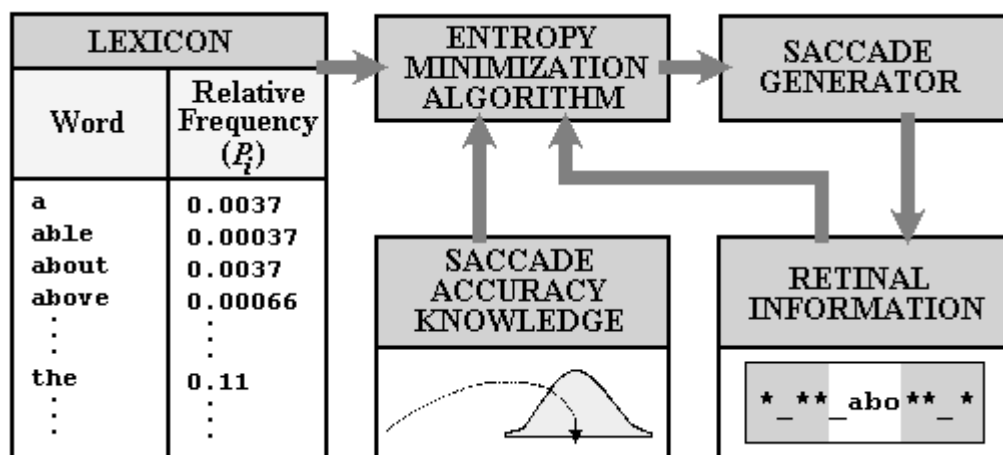 LEXICON
Word
Relative
Frequency
(Pi)
a 0.0037
able 0.00037
about 0.0037
above 0.00066
⋮ ⋮
the 0.11
⋮ ⋮
ENTROPY
MINIMIZATION
ALGORITHM
SACCADE
GENERATOR
SACCADE
ACCURACY
KNOWLEDGE
RETINAL
INFORMATION
*_**_abo**_*